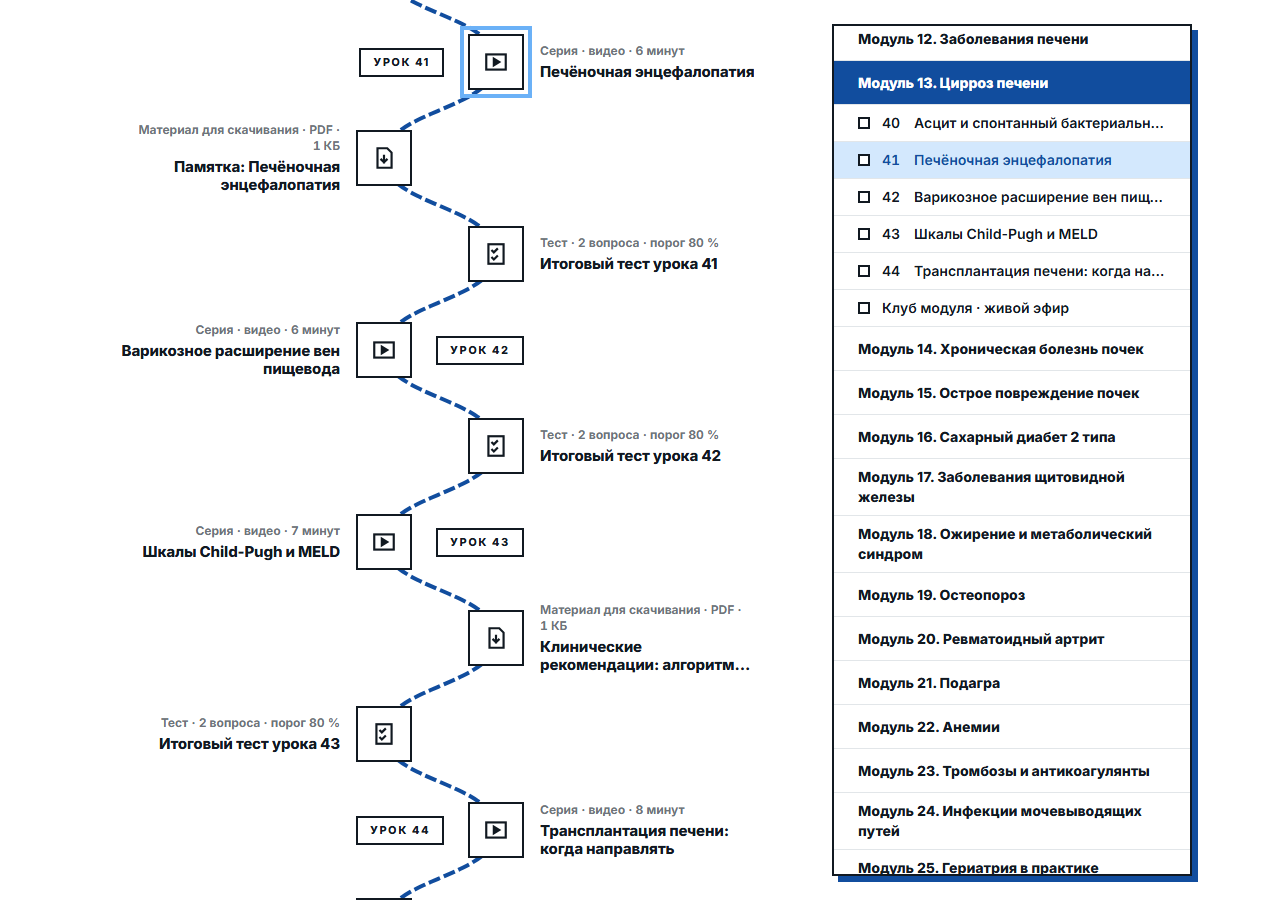 УРОК 41
Серия · видео · 6 минут
Печёночная энцефалопатия
Материал для скачивания · PDF ·
1 КБ
Памятка: Печёночная
энцефалопатия
Тест · 2 вопроса · порог 80 %
Итоговый тест урока 41
Серия · видео · 6 минут
Варикозное расширение вен
пищевода
УРОК 42
Тест · 2 вопроса · порог 80 %
Итоговый тест урока 42
Серия · видео · 7 минут
Шкалы Child-Pugh и MELD
УРОК 43
Материал для скачивания · PDF ·
1 КБ
Клинические
рекомендации: алгоритм…
Тест · 2 вопроса · порог 80 %
Итоговый тест урока 43
УРОК 44
Серия · видео · 8 минут
Трансплантация печени:
когда направлять
Модуль 12. Заболевания печени
Модуль 13. Цирроз печени
40 Асцит и спонтанный бактериальн…
41 Печёночная энцефалопатия
42 Варикозное расширение вен пищ…
43 Шкалы Child-Pugh и MELD
44 Трансплантация печени: когда на…
Клуб модуля · живой эфир
Модуль 14. Хроническая болезнь почек
Модуль 15. Острое повреждение почек
Модуль 16. Сахарный диабет 2 типа
Модуль 17. Заболевания щитовидной
железы
Модуль 18. Ожирение и метаболический
синдром
Модуль 19. Остеопороз
Модуль 20. Ревматоидный артрит
Модуль 21. Подагра
Модуль 22. Анемии
Модуль 23. Тромбозы и антикоагулянты
Модуль 24. Инфекции мочевыводящих
путей
Модуль 25. Гериатрия в практике